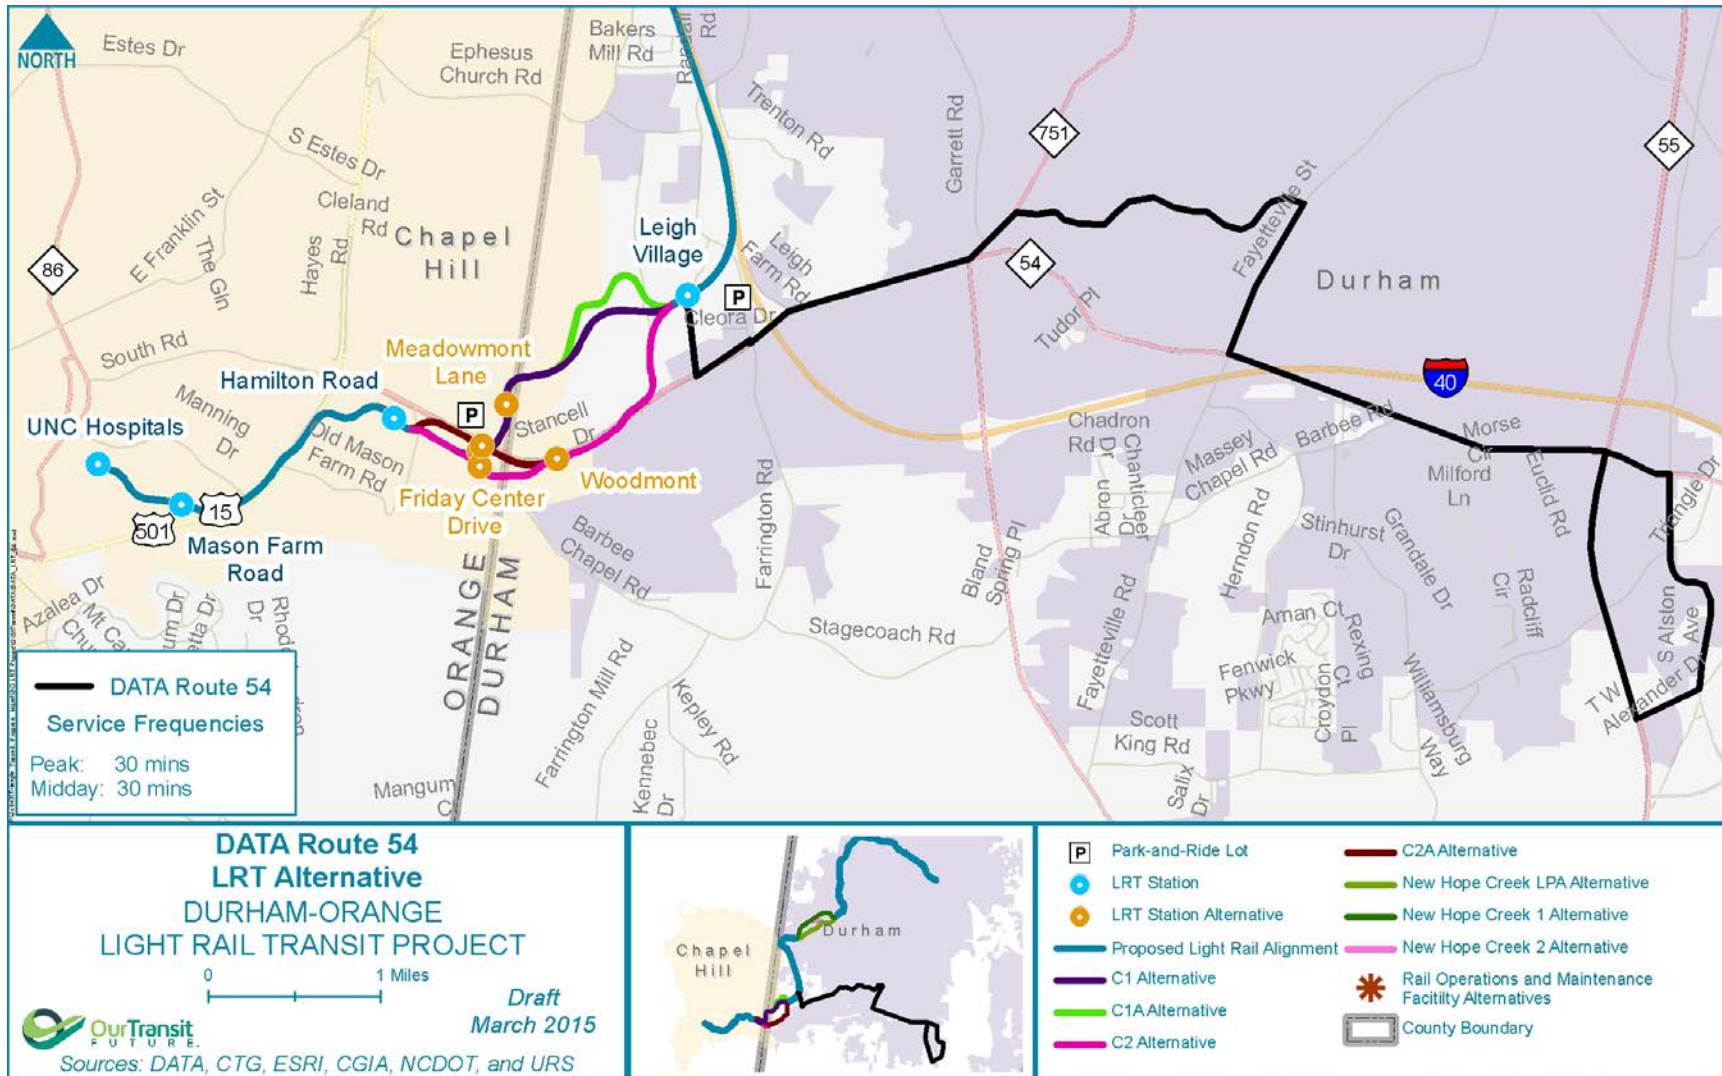 NORTH
Estes Dr
Ephesus
Church Rd
Bakers
Mill Rd
Rd
Trenton Rd
Garrett Rd
751
55
S Estes Dr
Cleland
Rd
E Franklin St
The Gln
Hayes
Rd
86
Chapel
Hill
Leigh
Village
Leigh
Farm Rd
P
Cleora Dr
54
Tudor Pl
Fayetteville St
Durham
40
South Rd
Meadowmont
Lane
Hamilton Road
P
Manning
Dr
UNC Hospitals
Old Mason
Farm Rd
Stancell
Dr
Woodmont
Friday Center
Drive
501
15
Mason Farm
Road
Barbee
Chapel Rd
Farrington Rd
Bland
Spring Pl
Chadron
Rd
Abron
Dr
Chanticleer
Dr
Massey
Chapel Rd
Barbee Rd
Morse
Cir
Milford
Ln
Euclid Rd
Triangle Dr
Herndon Rd
Stinhurst
Dr
Grandale Dr
Radcliff
Cir
S Alston
Ave
T W
Alexander Dr
Azalea Dr
ORANGE
DURHAM
Stagecoach Rd
Farrington Mill Rd
Kepley Rd
Kennebec
Dr
Fayetteville Rd
Aman Ct
Rexing
Ct
Fenwick
Pkwy
Croydon
Pl
Williamsburg
Way
Scott
King Rd
Salix
Dr
Mangum
DATA Route 54
Service Frequencies
Peak: 30 mins
Midday: 30 mins
DATA Route 54
LRT Alternative
DURHAM-ORANGE
LIGHT RAIL TRANSIT PROJECT
0 1 Miles
Draft
March 2015
OurTransit
FUTURE
Sources: DATA, CTG, ESRI, CGIA, NCDOT, and URS
Chapel
Hill
Durham
P Park-and-Ride Lot
LRT Station
LRT Station Alternative
Proposed Light Rail Alignment
C1 Alternative
C1A Alternative
C2 Alternative
C2A Alternative
New Hope Creek LPA Alternative
New Hope Creek 1 Alternative
New Hope Creek 2 Alternative
Rail Operations and Maintenance
Facitlty Alternatives
County Boundary